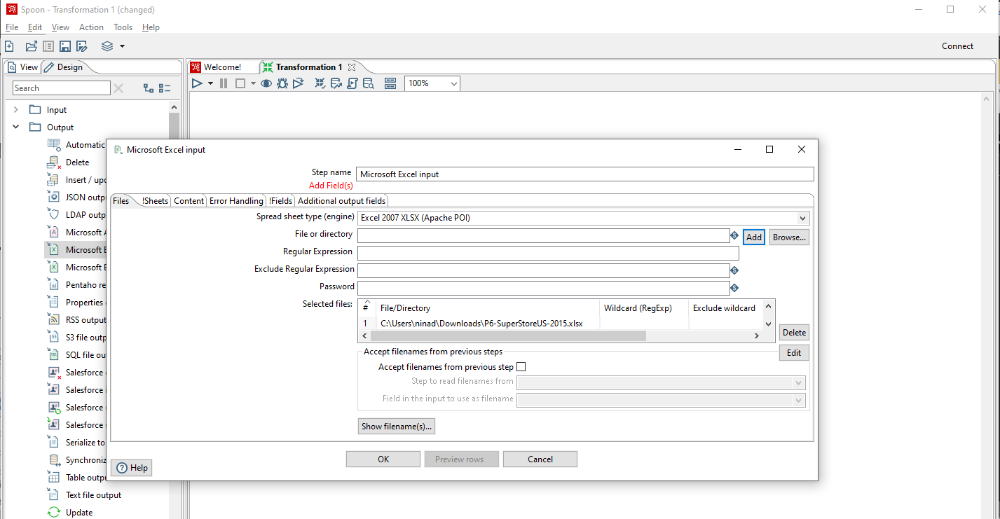 Spoon - Transformation 1 (changed)
File Edit View Action Tools Help
Connect
View Design
Welcome! Transformation 1
100%
Search
Input
Output
Automatic
Delete
Insert / upd
JSON outp
LDAP outp
Microsoft A
Microsoft E
Microsoft E
Pentaho re
Properties
RSS output
S3 file outp
SQL file ou
Salesforce
Salesforce i
Salesforce
Salesforce
Serialize to
Synchroniz
Table outpu
Text file output
Update
Microsoft Excel input
Step name Microsoft Excel input
Add Field(s)
Files !Sheets Content Error Handling !Fields Additional output fields
Spread sheet type (engine) Excel 2007 XLSX (Apache POI)
File or directory Add Browse...
Regular Expression
Exclude Regular Expression
Password
Selected files: # File/Directory Wildcard (RegExp) Exclude wildcard
1 C:\Users\ninad\Downloads\P6-SuperStoreUS-2015.xlsx
Delete
Edit
Accept filenames from previous steps
Accept filenames from previous step
Step to read filenames from
Field in the input to use as filename
Show filename(s)...
OK Preview rows Cancel
Help